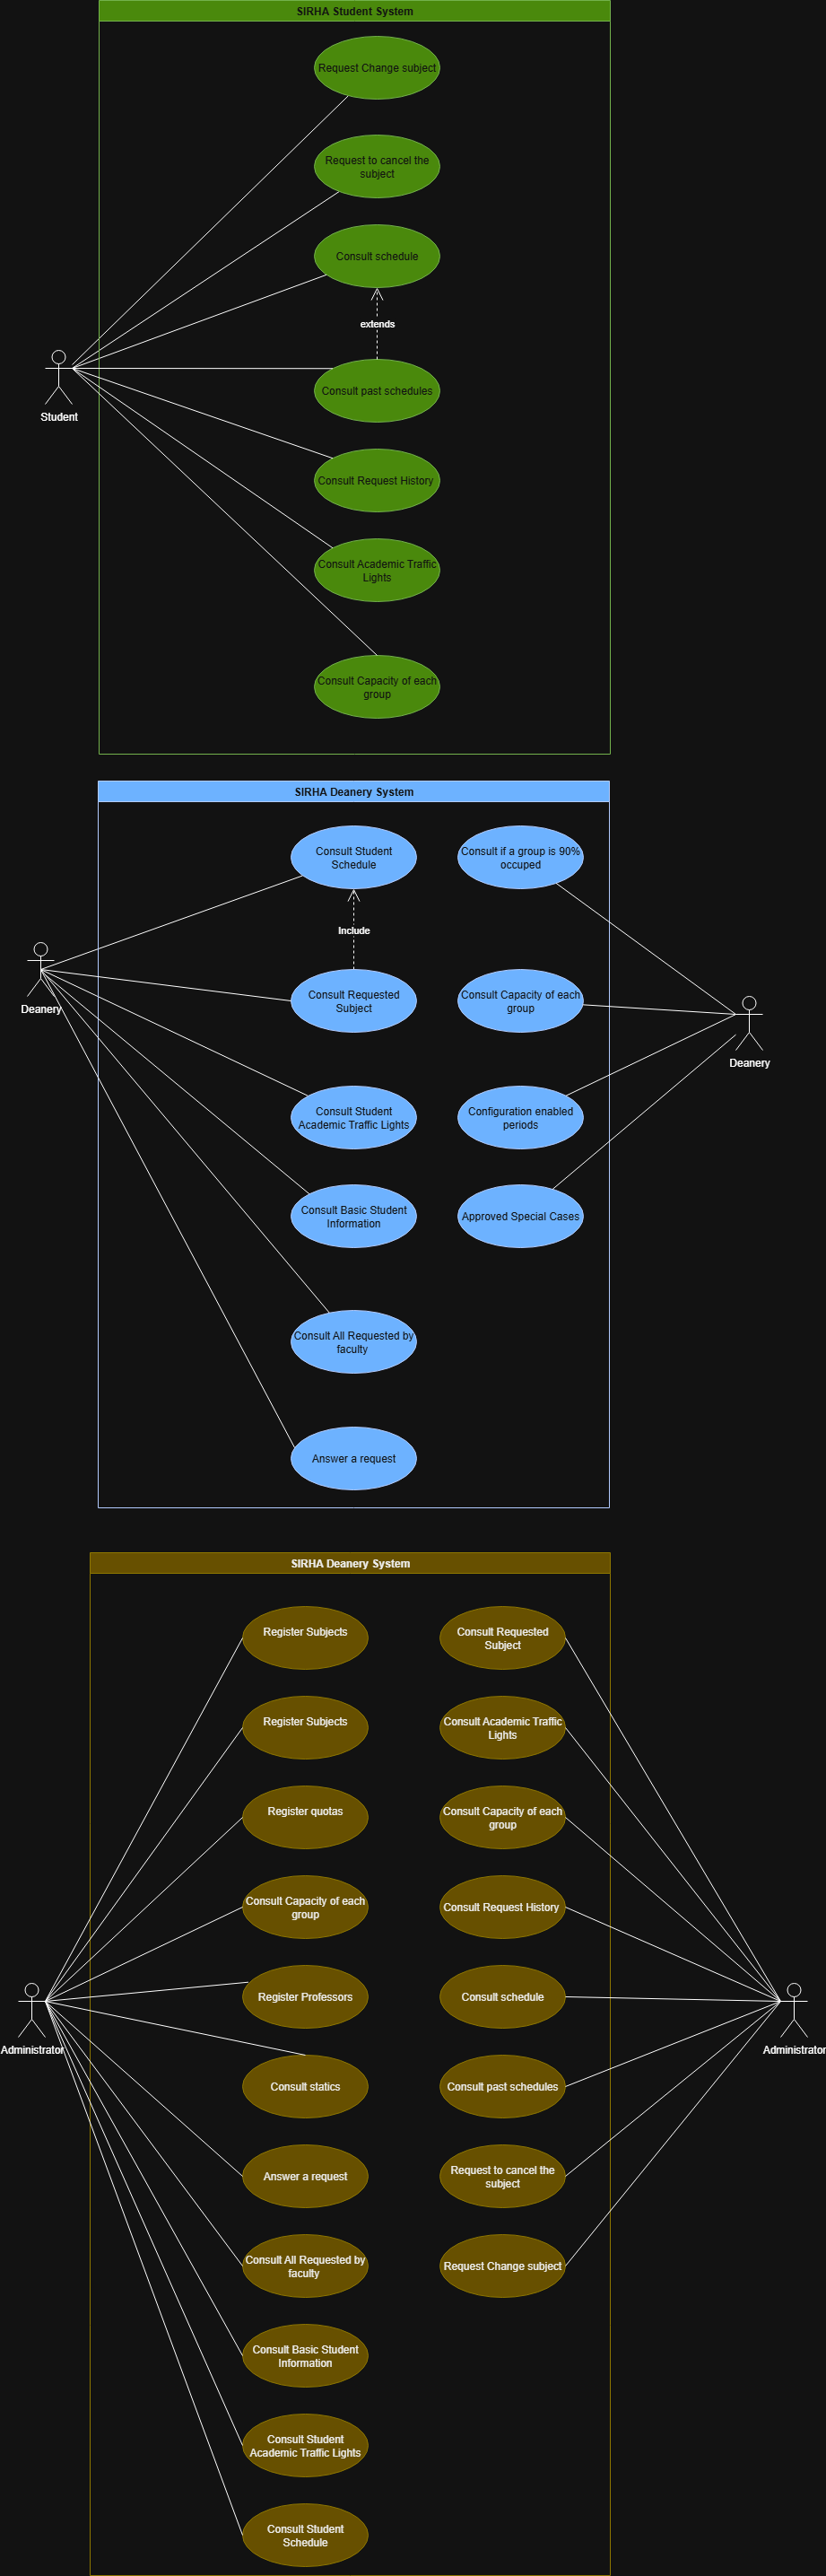 SIRHA Student System
Request Change subject
Request to cancel the
subject
Consult schedule
extends
Consult past schedules
Student
Consult Request History
Consult Academic Traffic
Lights
Consult Capacity of each
group
SIRHA Deanery System
Consult Student
Schedule
Consult if a group is 90%
occuped
Include
Consult Requested
Subject
Consult Capacity of each
group
Deanery
Deanery
Consult Student
Academic Traffic Lights
Configuration enabled
periods
Consult Basic Student
Information
Approved Special Cases
Consult All Requested by
faculty
Answer a request
SIRHA Deanery System
Register Subjects
Consult Requested
Subject
Register Subjects
Consult Academic Traffic
Lights
Register quotas
Consult Capacity of each
group
Consult Capacity of each
group
Consult Request History
Register Professors
Consult schedule
Administrator
Administrator
Consult statics
Consult past schedules
Answer a request
Request to cancel the
subject
Consult All Requested by
faculty
Request Change subject
Consult Basic Student
Information
Consult Student
Academic Traffic Lights
Consult Student
Schedule